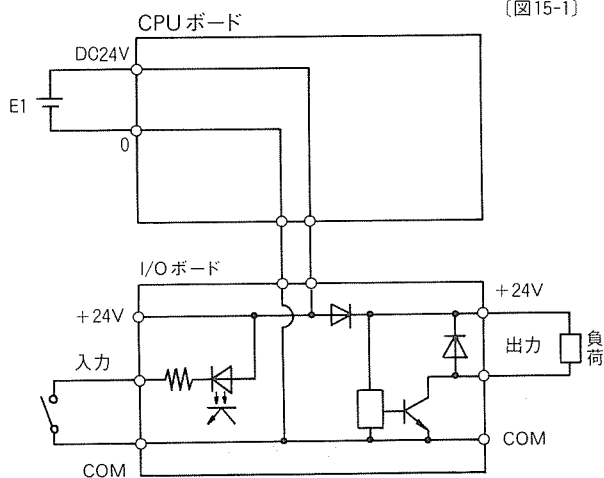 〔図15-1〕
CPUボード
DC24V
E1
0
I/Oボード
+24V
+24V
入力
出力
負荷
COM
COM